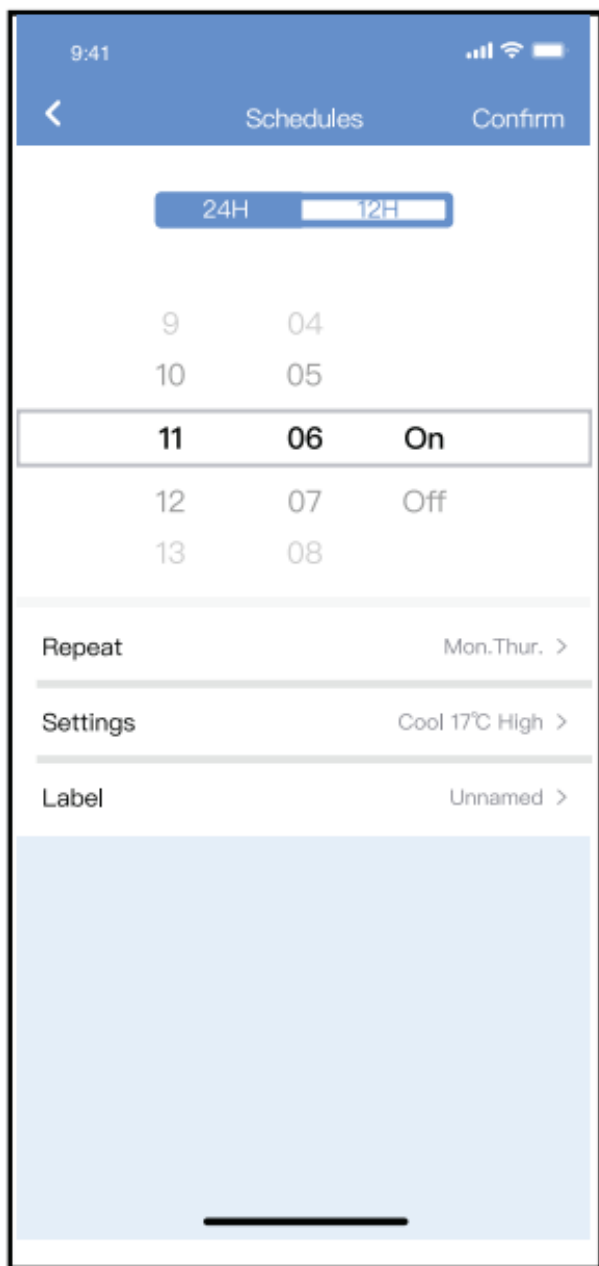 9:41
Schedules Confirm
24H 12H
9 04
10 05
11 06 On
12 07 Off
13 08
Repeat Mon.Thur. >
Settings Cool 17℃ High >
Label Unnamed >